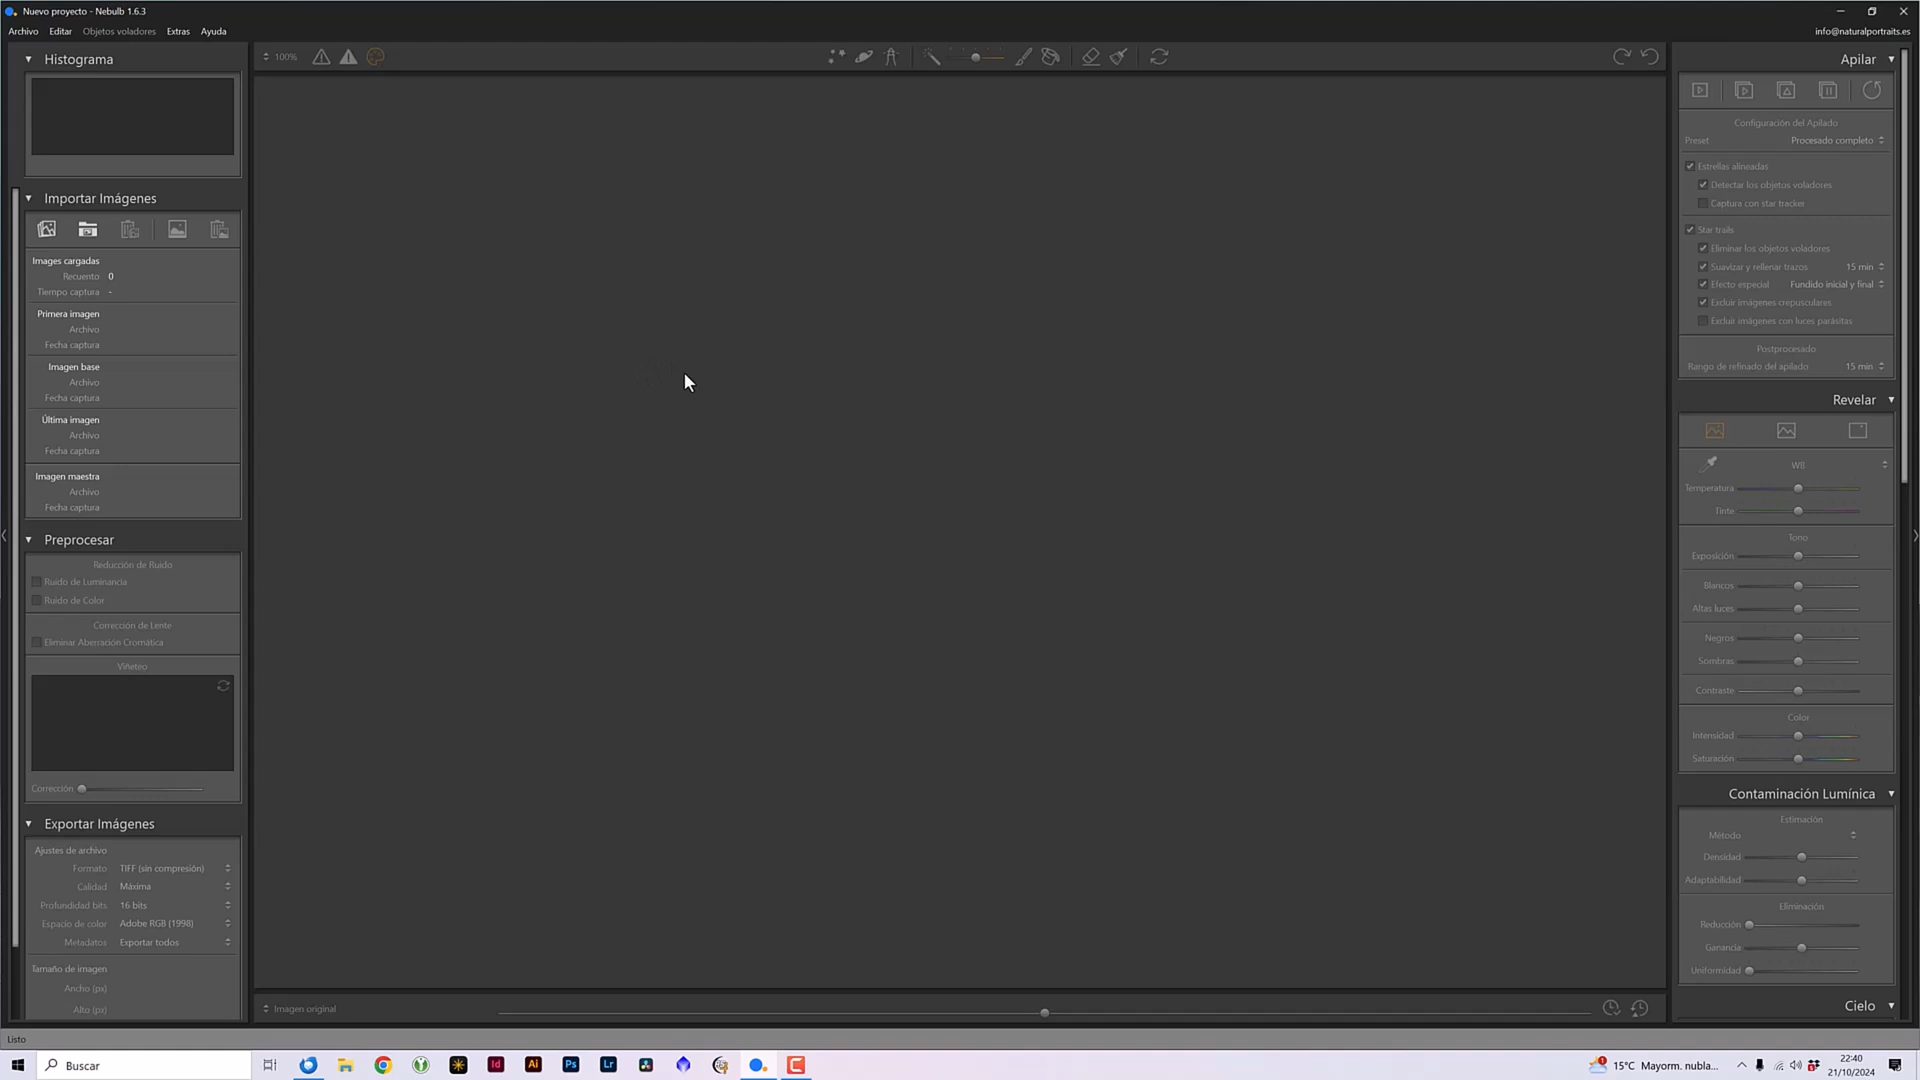 Nuevo proyecto - Nebulb 1.6.3
Archivo Editar Objetos voladores Extras Ayuda
info@naturalportraits.es
Histograma
100%
Importar Imágenes
Images cargadas
Recuento 0
Tiempo captura -
Primera imagen
Archivo
Fecha captura
Imagen base
Archivo
Fecha captura
Última imagen
Archivo
Fecha captura
Imagen maestra
Archivo
Fecha captura
Preprocesar
Reducción de Ruido
Ruido de Luminancia
Ruido de Color
Corrección de Lente
Eliminar Aberración Cromática
Viñeteo
Corrección
Exportar Imágenes
Ajustes de archivo
Formato TIFF (sin compresión)
Calidad Máxima
Profundidad bits 16 bits
Espacio de color Adobe RGB (1998)
Metadatos Exportar todos
Tamaño de imagen
Ancho (px)
Alto (px)
Imagen original
Apilar
Configuración del Apilado
Preset Procesado completo
Estrellas alineadas
Detectar los objetos voladores
Captura con star tracker
Star trails
Eliminar los objetos voladores
Suavizar y rellenar trazos 15 min
Efecto especial Fundido inicial y final
Excluir imágenes crepusculares
Excluir imágenes con luces parásitas
Postprocesado
Rango de refinado del apilado 15 min
Revelar
WB
Temperatura
Tinte
Tono
Exposición
Blancos
Altas luces
Negros
Sombras
Contraste
Color
Intensidad
Saturación
Contaminación Lumínica
Estimación
Método
Densidad
Adaptabilidad
Eliminación
Reducción
Ganancia
Uniformidad
Cielo
Listo
Buscar
Id Ai Ps Lr
1
15°C Mayorm. nubla...
22:40
21/10/2024